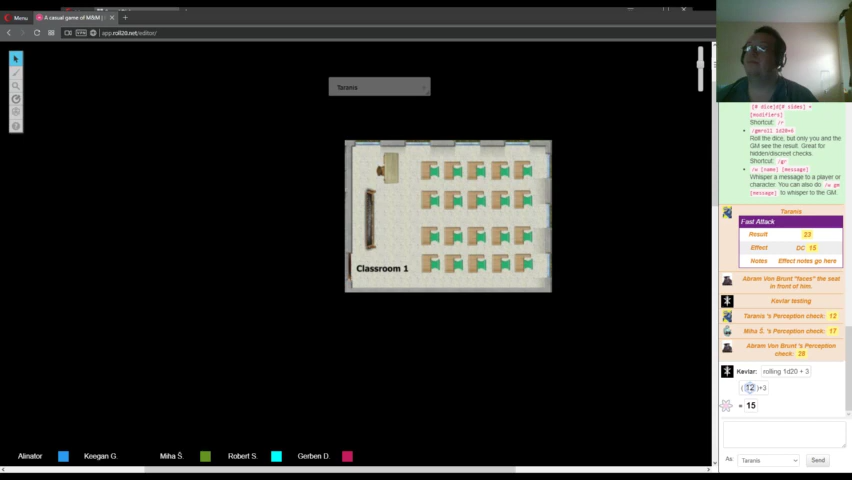 Menu
A casual game of M&M |
app.roll20.net/editor/
Taranis
Classroom 1
[# dice]d[# sides] +
[modifiers]
Shortcut: /r
/gmroll 1d20+6
Roll the dice, but only you and the
GM see the result. Great for
hidden/discreet checks.
Shortcut: /gr
/w [name] [message]
Whisper a message to a player or
character. You can also do /w gm
[message] to whisper to the GM.
Taranis
Fast Attack
Result 23
Effect DC 15
Notes Effect notes go here
Abram Von Brunt "faces" the seat
in front of him.
Kevlar testing
Taranis 's Perception check: 12
Miha Š. 's Perception check: 17
Abram Von Brunt 's Perception
check: 28
Kevlar: rolling 1d20 + 3
(12)+3
= 15
As: Taranis Send
Alinator Keegan G. Miha Š. Robert S. Gerben D.